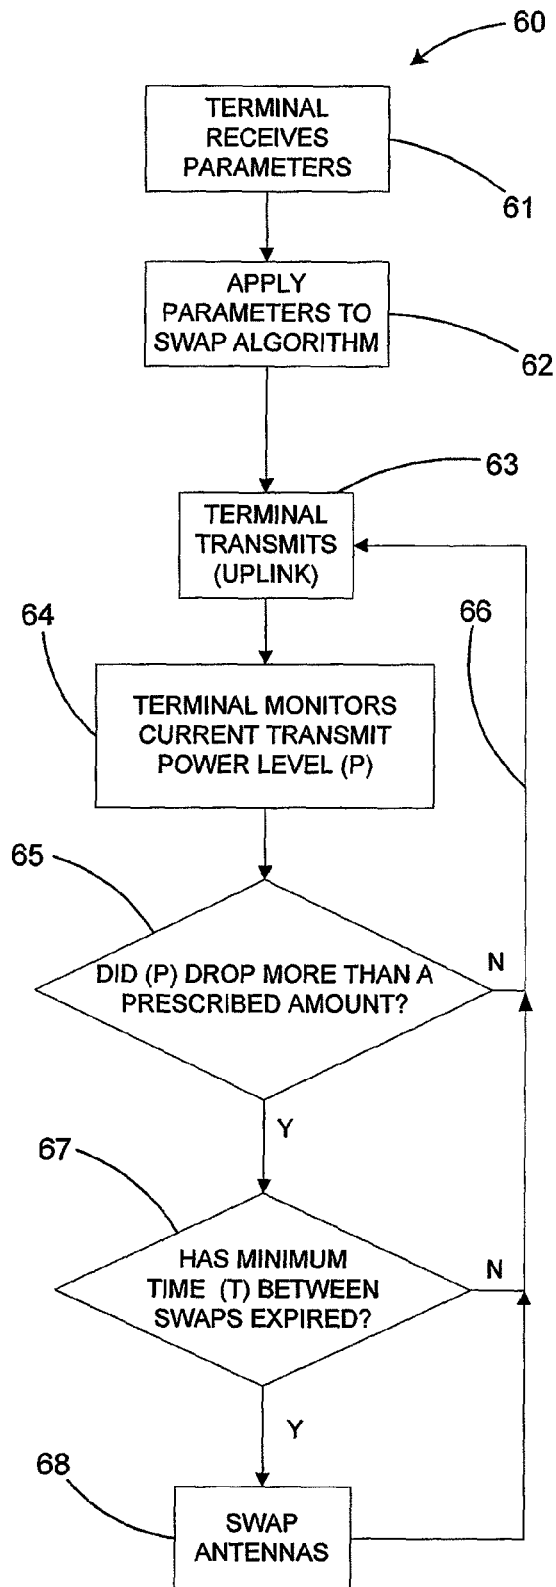 60
TERMINAL
RECEIVES
PARAMETERS
61
APPLY
PARAMETERS TO
SWAP ALGORITHM
62
63
TERMINAL
TRANSMITS
(UPLINK)
64
66
TERMINAL MONITORS
CURRENT TRANSMIT
POWER LEVEL (P)
65
DID (P) DROP MORE THAN A
PRESCRIBED AMOUNT?
N
Y
67
HAS MINIMUM
TIME (T) BETWEEN
SWAPS EXPIRED?
N
Y
68
SWAP
ANTENNAS